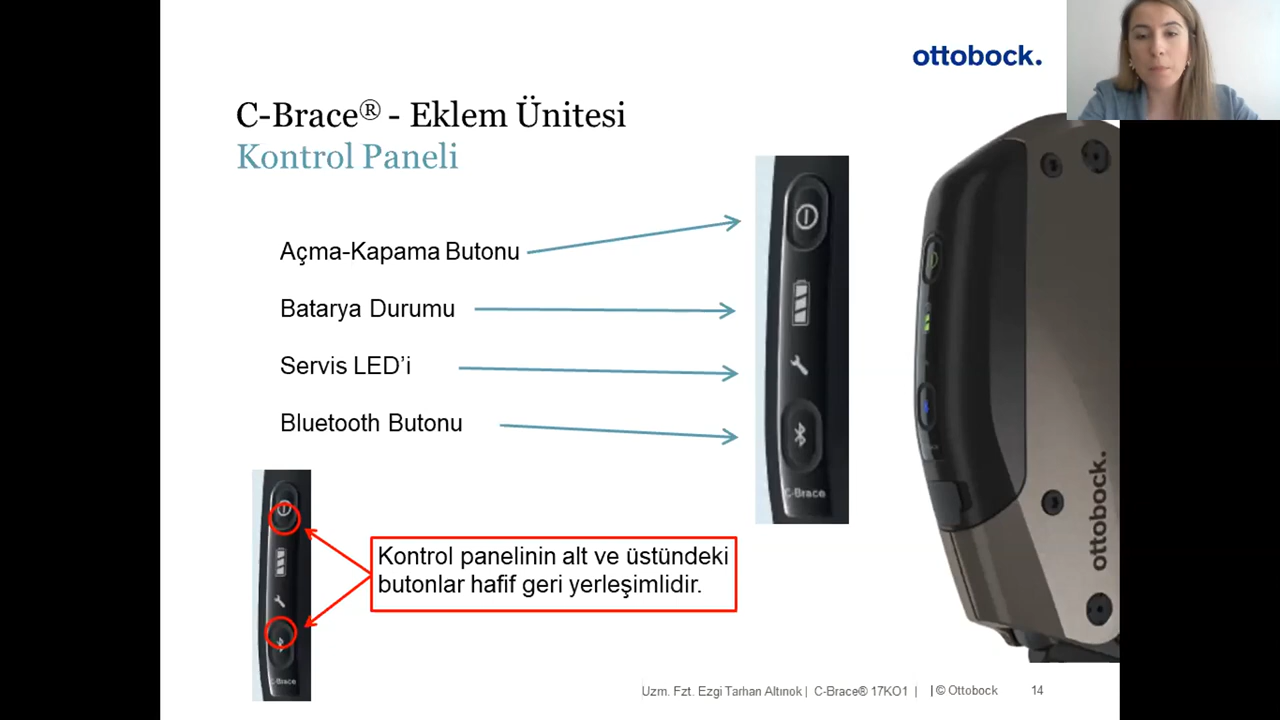 ottobock.
C-Brace® - Eklem Ünitesi
Kontrol Paneli
Açma-Kapama Butonu
Batarya Durumu
Servis LED’i
Bluetooth Butonu
C-Brace
ottobock.
Kontrol panelinin alt ve üstündeki
butonlar hafif geri yerleşimlidir.
C-Brace
Uzm. Fzt. Ezgi Tarhan Altınok | C-Brace® 17KO1 | | © Ottobock 14